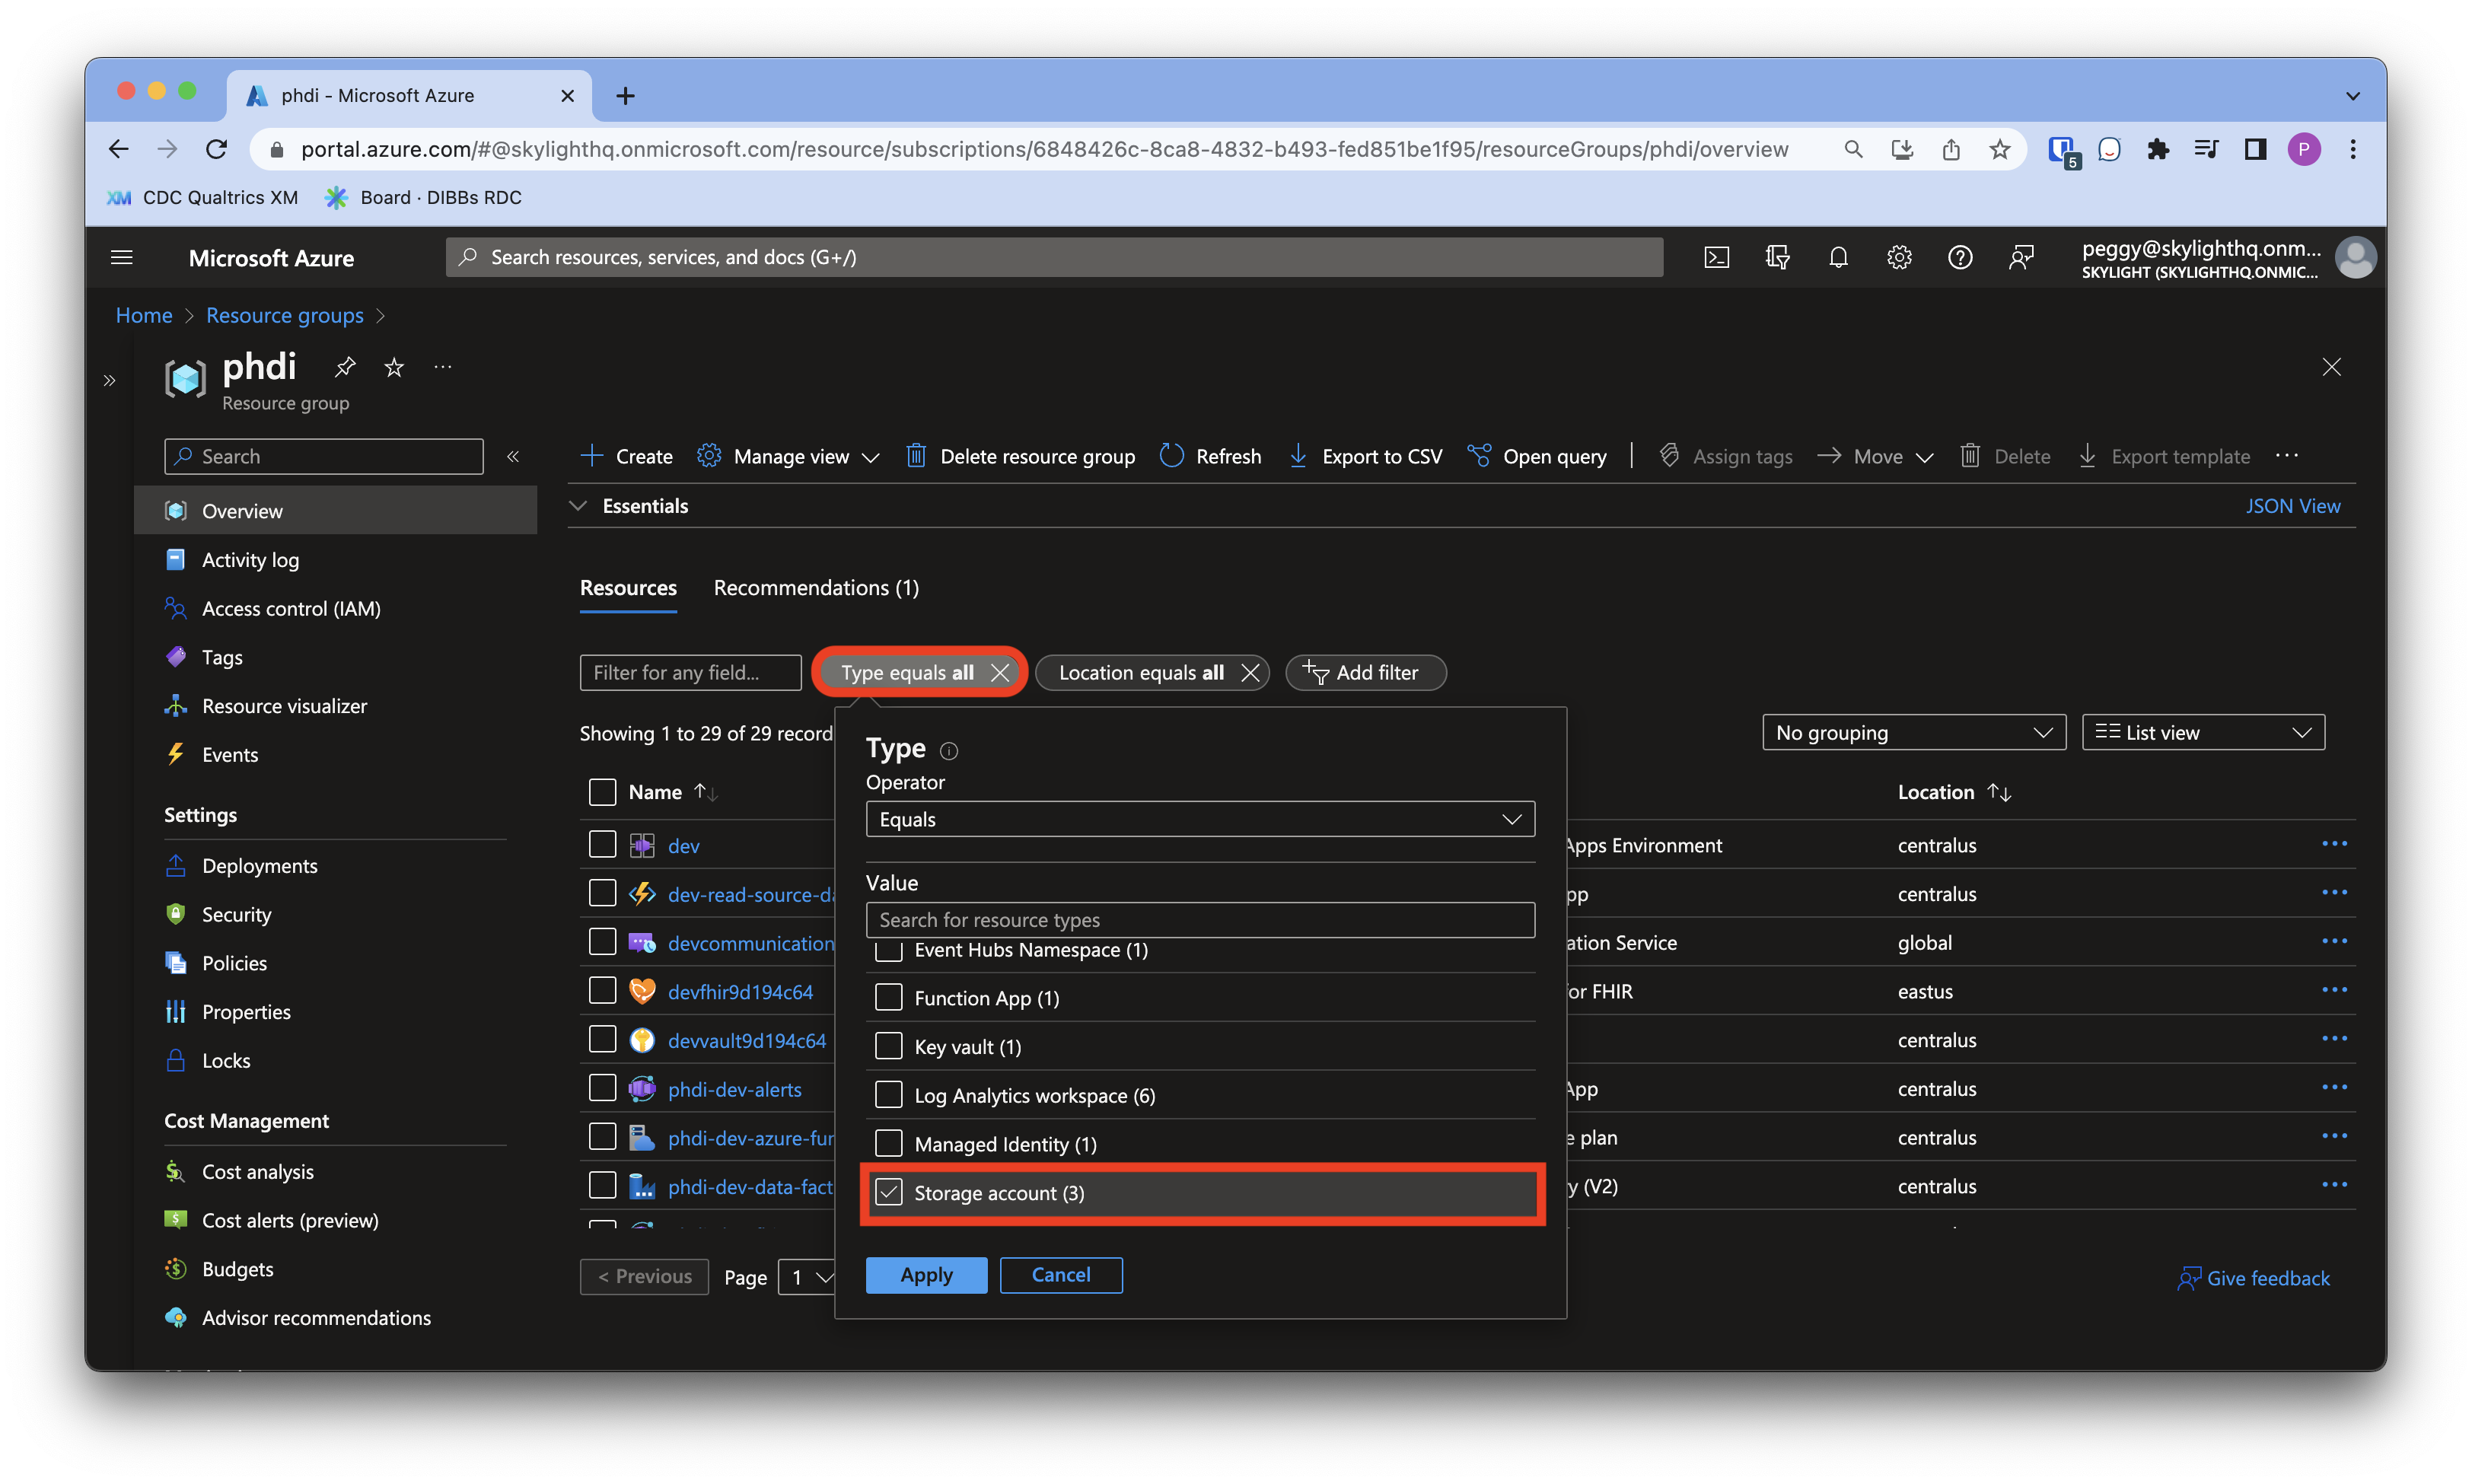 phdi - Microsoft Azure
portal.azure.com/#@skylighthq.onmicrosoft.com/resource/subscriptions/6848426c-8ca8-4832-b493-fed851be1f95/resourceGroups/phdi/overview
5
P
XM CDC Qualtrics XM
Board · DIBBs RDC
Microsoft Azure
Search resources, services, and docs (G+/)
peggy@skylighthq.onm...
SKYLIGHT (SKYLIGHTHQ.ONMIC...
Home > Resource groups >
phdi
Resource group
Search
Create
Manage view
Delete resource group
Refresh
Export to CSV
Open query
Assign tags
Move
Delete
Export template
Overview
Essentials
JSON View
Activity log
Access control (IAM)
Tags
Resource visualizer
Events
Settings
Deployments
Security
Policies
Properties
Locks
Cost Management
Cost analysis
Cost alerts (preview)
Budgets
Advisor recommendations
Resources
Recommendations (1)
Filter for any field...
Type equals all
Location equals all
Add filter
Showing 1 to 29 of 29 record
No grouping
List view
Name
Location
dev
Apps Environment
centralus
dev-read-source-da
pp
centralus
devcommunication
ation Service
global
devfhir9d194c64
or FHIR
eastus
devvault9d194c64
centralus
phdi-dev-alerts
App
centralus
phdi-dev-azure-fun
e plan
centralus
phdi-dev-data-fact
y (V2)
centralus
Type
Operator
Equals
Value
Search for resource types
Event Hubs Namespace (1)
Function App (1)
Key vault (1)
Log Analytics workspace (6)
Managed Identity (1)
Storage account (3)
Apply
Cancel
< Previous
Page
1
Give feedback